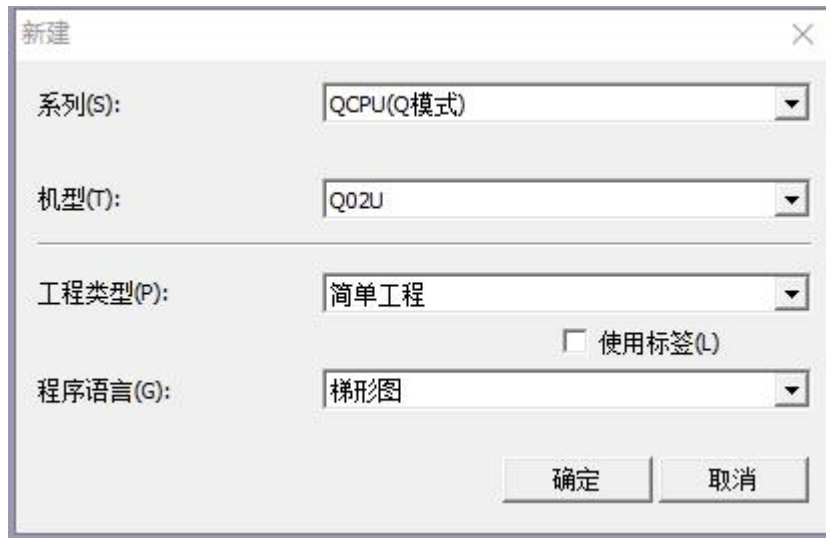 新建
系列(S): QCPU(Q模式)
机型(T): Q02U
工程类型(P): 简单工程
使用标签(L)
程序语言(G): 梯形图
确定 取消